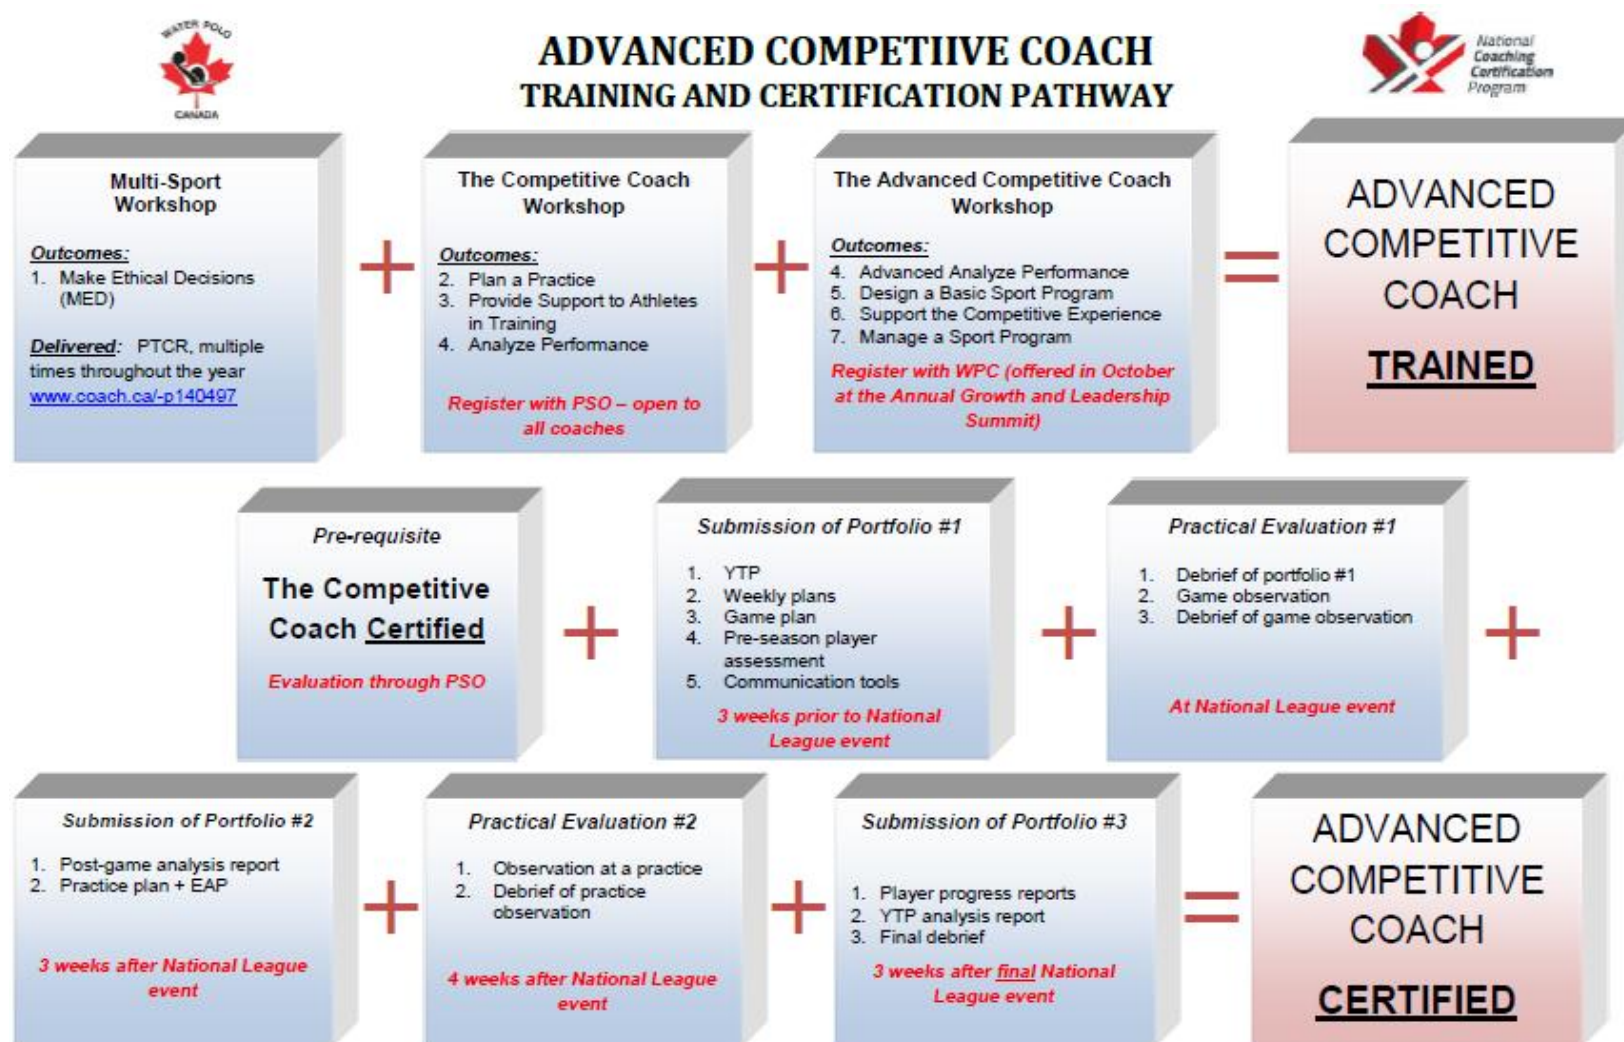 WATER POLO
CANADA
ADVANCED COMPETIIVE COACH
TRAINING AND CERTIFICATION PATHWAY
National
Coaching
Certification
Program
Multi-Sport
Workshop
Outcomes:
1. Make Ethical Decisions
(MED)
Delivered: PTCR, multiple
times throughout the year
www.coach.ca/-p140497
+
The Competitive Coach
Workshop
Outcomes:
2. Plan a Practice
3. Provide Support to Athletes
in Training
4. Analyze Performance
Register with PSO – open to
all coaches
+
The Advanced Competitive Coach
Workshop
Outcomes:
4. Advanced Analyze Performance
5. Design a Basic Sport Program
6. Support the Competitive Experience
7. Manage a Sport Program
Register with WPC (offered in October
at the Annual Growth and Leadership
Summit)
=
ADVANCED
COMPETITIVE
COACH
TRAINED
Pre-requisite
The Competitive
Coach Certified
Evaluation through PSO
+
Submission of Portfolio #1
1. YTP
2. Weekly plans
3. Game plan
4. Pre-season player
assessment
5. Communication tools
3 weeks prior to National
League event
+
Practical Evaluation #1
1. Debrief of portfolio #1
2. Game observation
3. Debrief of game observation
At National League event
+
Submission of Portfolio #2
1. Post-game analysis report
2. Practice plan + EAP
3 weeks after National League
event
+
Practical Evaluation #2
1. Observation at a practice
2. Debrief of practice
observation
4 weeks after National League
event
+
Submission of Portfolio #3
1. Player progress reports
2. YTP analysis report
3. Final debrief
3 weeks after final National
League event
=
ADVANCED
COMPETITIVE
COACH
CERTIFIED